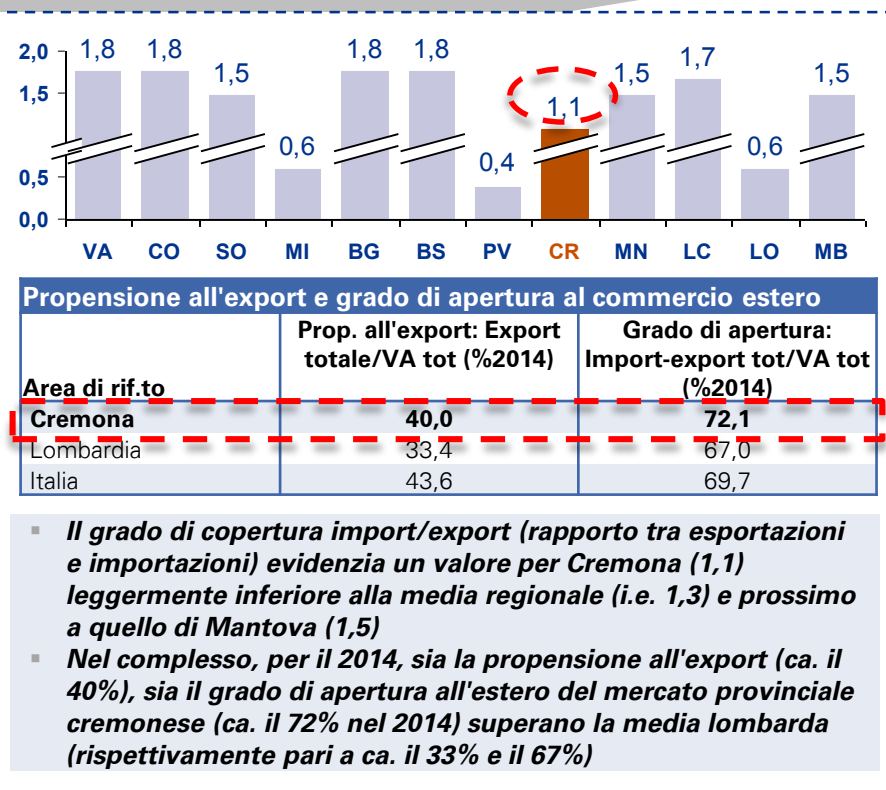 2,0
1,5
0,5
0,0
1,8 1,8 1,5 0,6 1,8 1,8 0,4 1,1 1,5 1,7 0,6 1,5
VA CO SO MI BG BS PV CR MN LC LO MB
Propensione all'export e grado di apertura al commercio estero
Prop. all'export: Export Grado di apertura:
totale/VA tot (%2014) Import-export tot/VA tot
Area di rif.to (%2014)
Cremona 40,0 72,1
Lombardia 33,4 67,0
Italia 43,6 69,7
Il grado di copertura import/export (rapporto tra esportazioni
e importazioni) evidenzia un valore per Cremona (1,1)
leggermente inferiore alla media regionale (i.e. 1,3) e prossimo
a quello di Mantova (1,5)
Nel complesso, per il 2014, sia la propensione all'export (ca. il
40%), sia il grado di apertura all'estero del mercato provinciale
cremonese (ca. il 72% nel 2014) superano la media lombarda
(rispettivamente pari a ca. il 33% e il 67%)